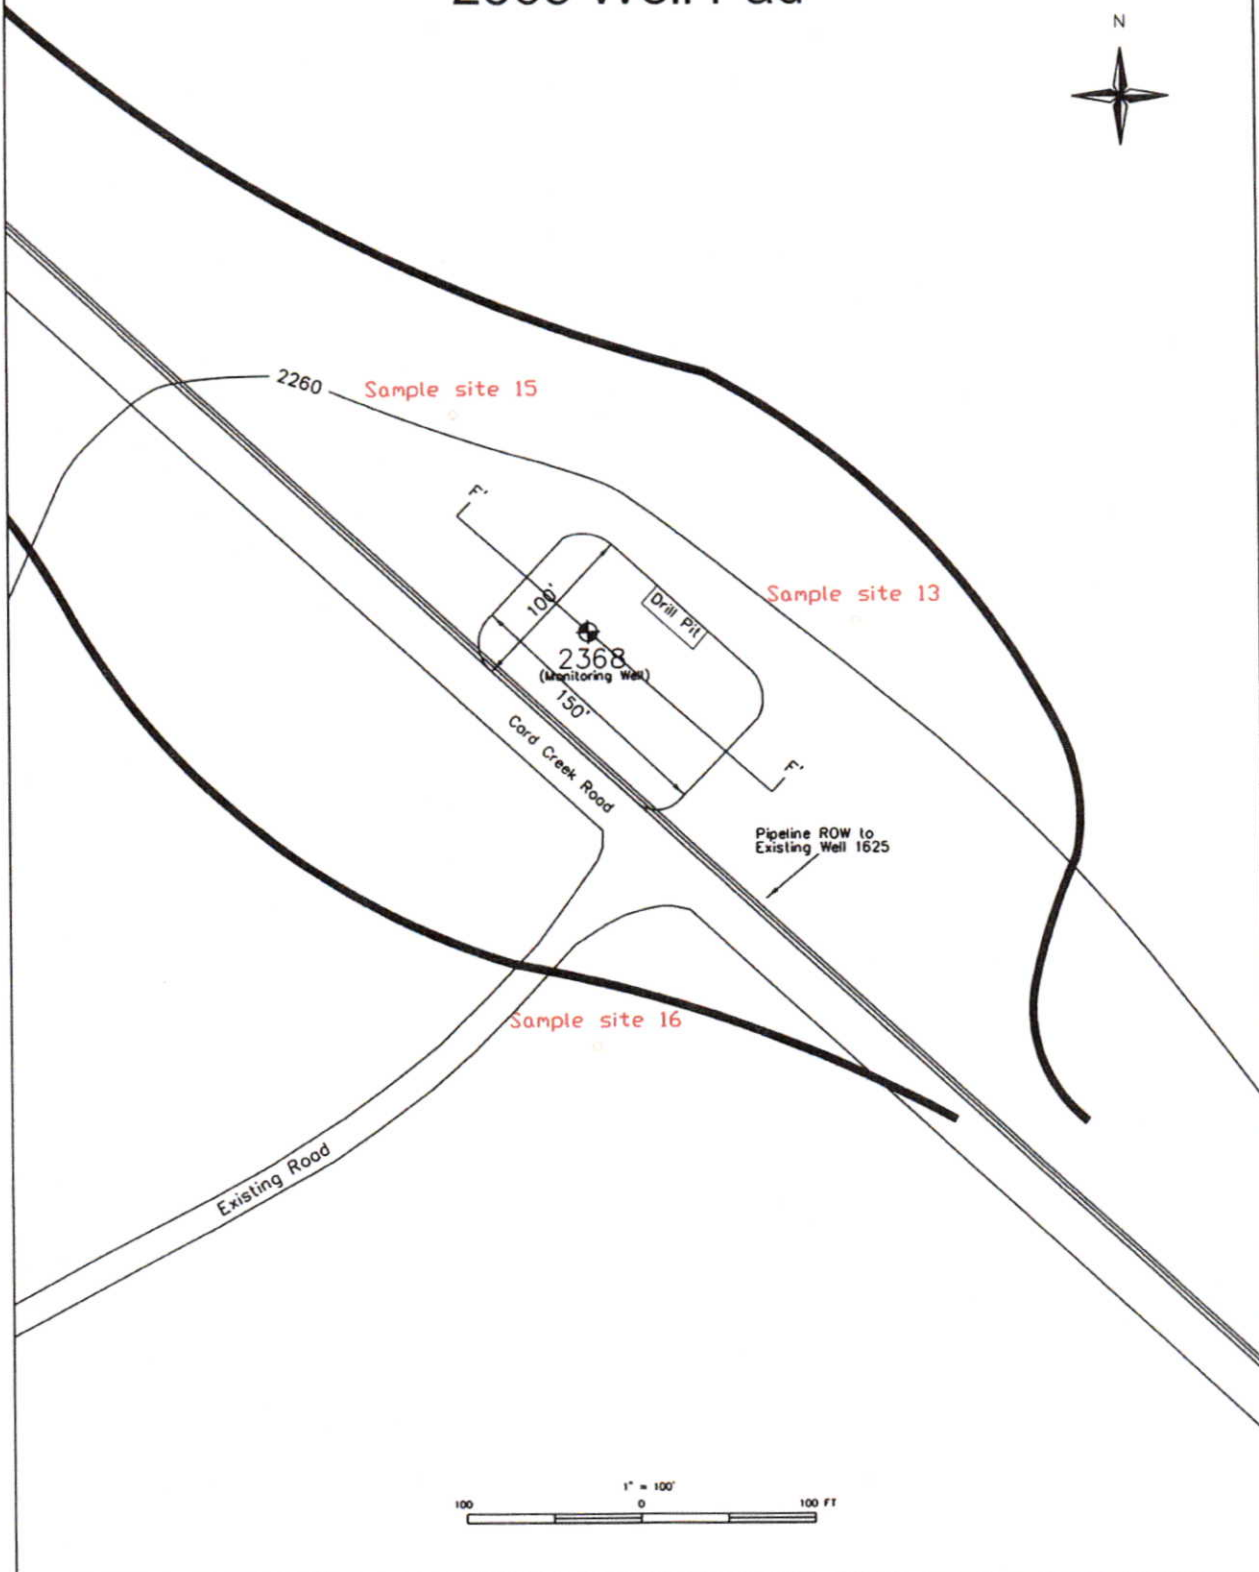 N
2260
Sample site 15
F'
100'
Drill Pit
Sample site 13
2368
(Monitoring Well)
150'
Card Creek Road
F'
Pipeline ROW to
Existing Well 1625
Sample site 16
Existing Road
1" = 100'
100
0
100 FT